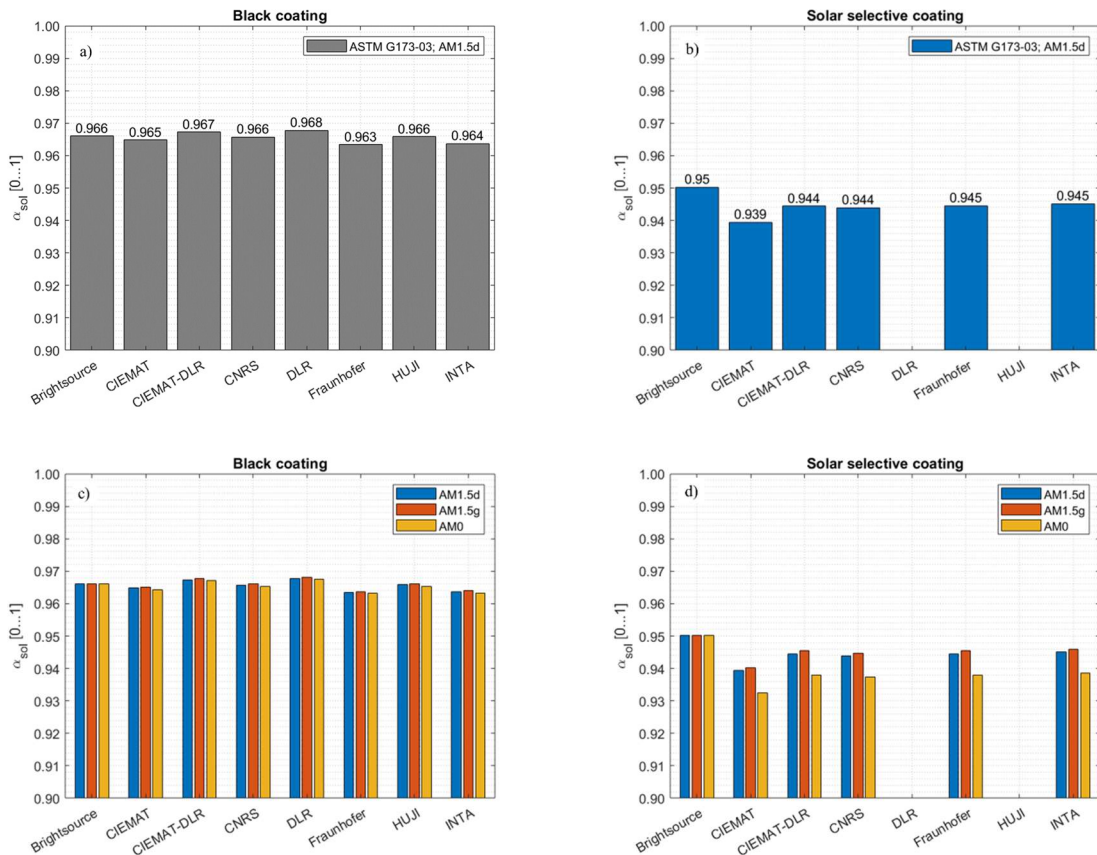 Black coating
a)
ASTM G173-03; AM1.5d
1.00
0.99
0.98
0.97
0.96
0.95
0.94
0.93
0.92
0.91
0.90
α_sol [0...1]
0.966
0.965
0.967
0.966
0.968
0.963
0.966
0.964
Brightsource
CIEMAT
CIEMAT-DLR
CNRS
DLR
Fraunhofer
HUJI
INTA
Solar selective coating
b)
ASTM G173-03; AM1.5d
1.00
0.99
0.98
0.97
0.96
0.95
0.94
0.93
0.92
0.91
0.90
α_sol [0...1]
0.95
0.939
0.944
0.944
0.945
0.945
Brightsource
CIEMAT
CIEMAT-DLR
CNRS
DLR
Fraunhofer
HUJI
INTA
Black coating
c)
AM1.5d
AM1.5g
AM0
1.00
0.99
0.98
0.97
0.96
0.95
0.94
0.93
0.92
0.91
0.90
α_sol [0...1]
Brightsource
CIEMAT
CIEMAT-DLR
CNRS
DLR
Fraunhofer
HUJI
INTA
Solar selective coating
d)
AM1.5d
AM1.5g
AM0
1.00
0.99
0.98
0.97
0.96
0.95
0.94
0.93
0.92
0.91
0.90
α_sol [0...1]
Brightsource
CIEMAT
CIEMAT-DLR
CNRS
DLR
Fraunhofer
HUJI
INTA